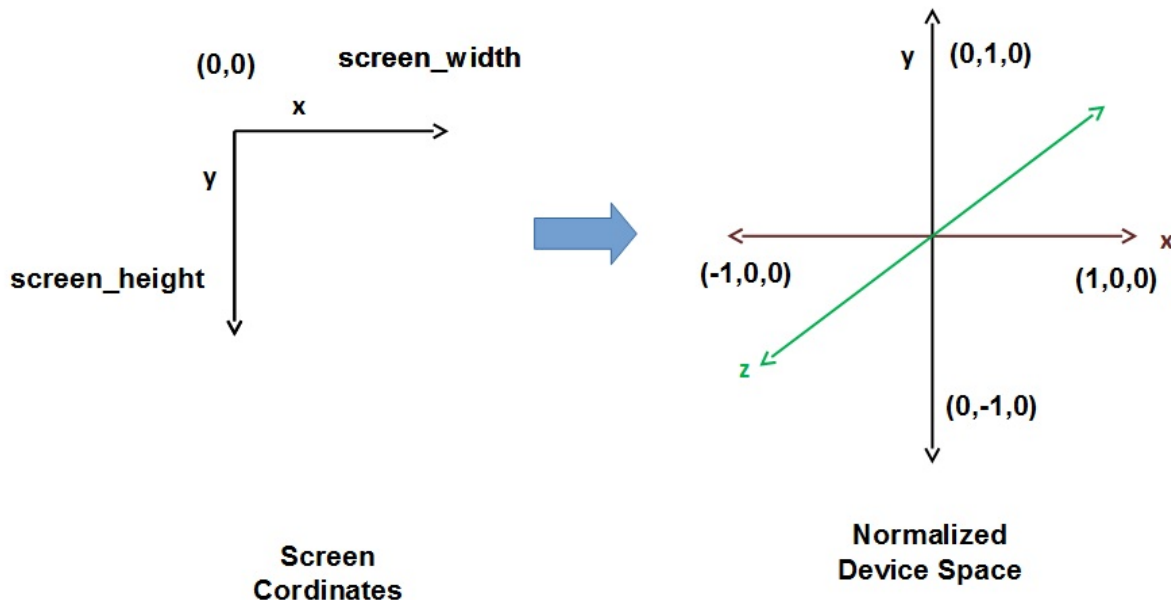 (0,0)
screen_width
x
y
screen_height
Screen
Cordinates
y
(0,1,0)
x
(-1,0,0)
(1,0,0)
z
(0,-1,0)
Normalized
Device Space